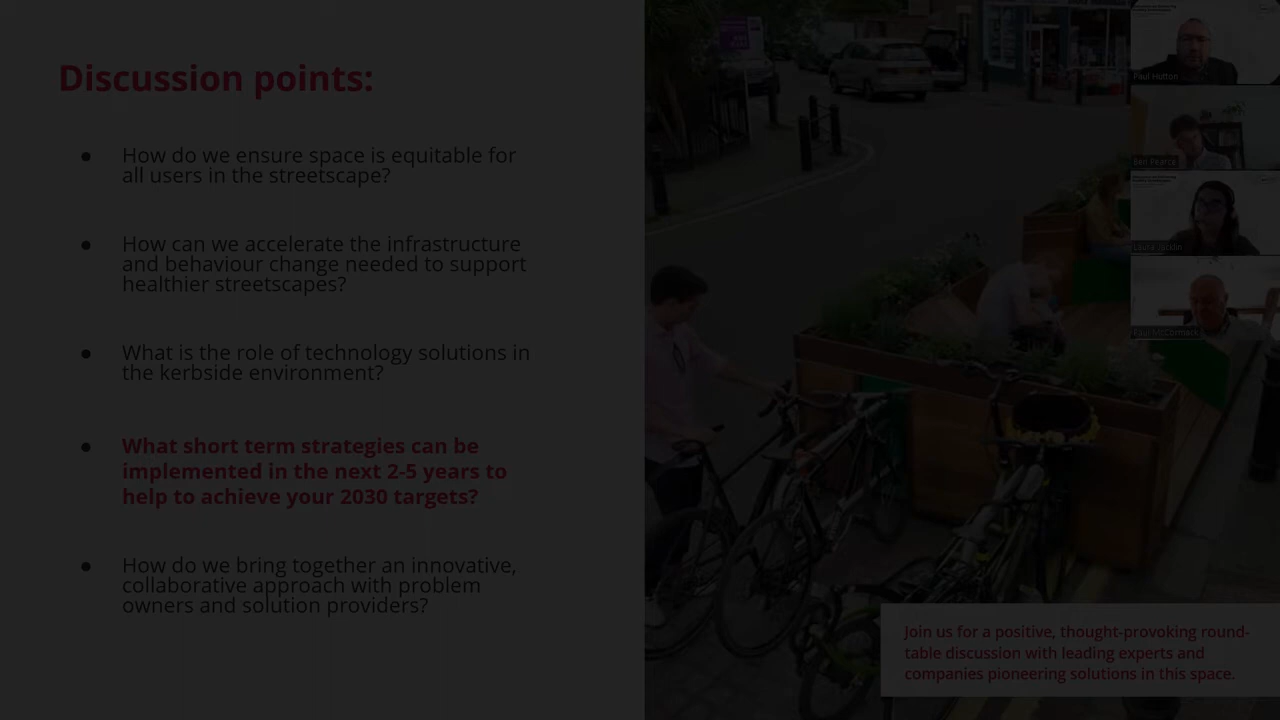 Discussion points:
How do we ensure space is equitable for
all users in the streetscape?
How can we accelerate the infrastructure
and behaviour change needed to support
healthier streetscapes?
What is the role of technology solutions in
the kerbside environment?
What short term strategies can be
implemented in the next 2-5 years to
help to achieve your 2030 targets?
How do we bring together an innovative,
collaborative approach with problem
owners and solution providers?
Paul Hutton
Ben Pearce
Laura Jacklin
Paul McCormack
Join us for a positive, thought-provoking round-
table discussion with leading experts and
companies pioneering solutions in this space.